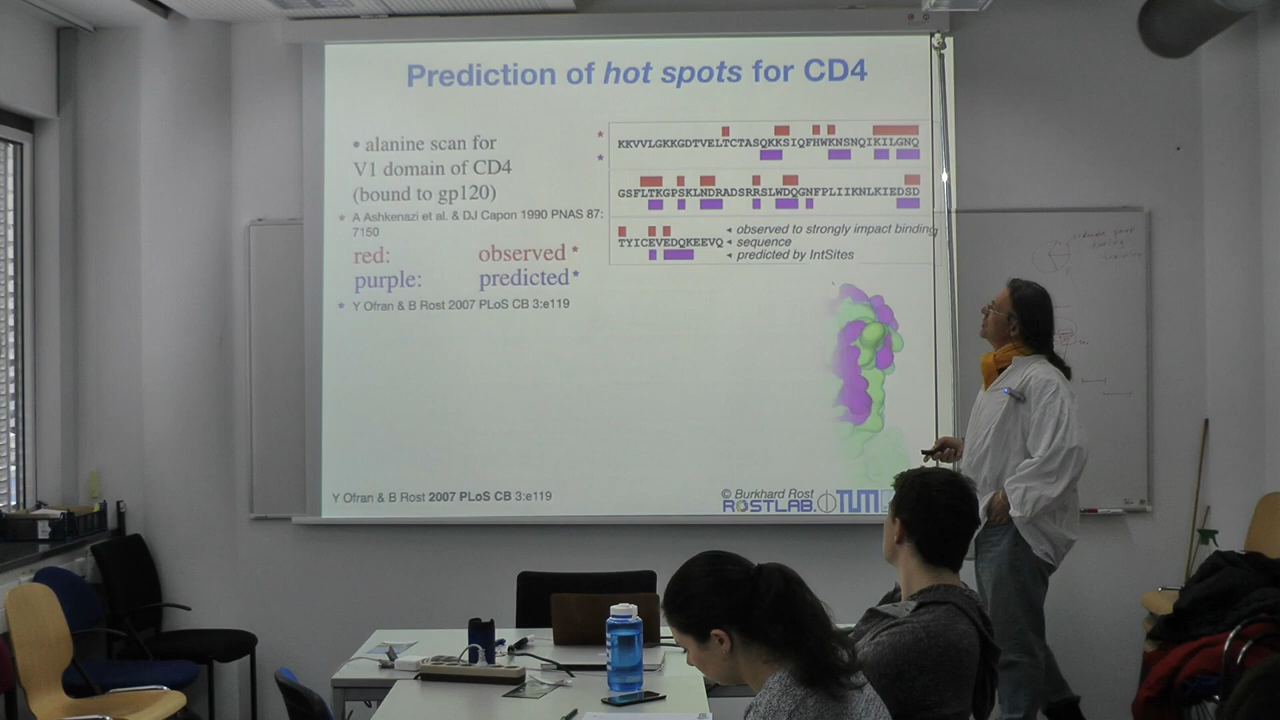 Prediction of hot spots for CD4
• alanine scan for
V1 domain of CD4
(bound to gp120)
* A Ashkenazi et al. & DJ Capon 1990 PNAS 87:
7150
red: observed *
purple: predicted *
* Y Ofran & B Rost 2007 PLoS CB 3:e119
*
KKVVLGKKGDTVELTCTASQKKSIQFHWKNSNQIKILGNQ
*
GSFLTKGPSKLNDRADSRRSLWDQGNFPLIIKNLKIEDSD
◂ observed to strongly impact binding
TYICEVEDQKEEVQ ◂ sequence
◂ predicted by IntSites
Y Ofran & B Rost 2007 PLoS CB 3:e119
© Burkhard Rost
ROSTLAB. TUM